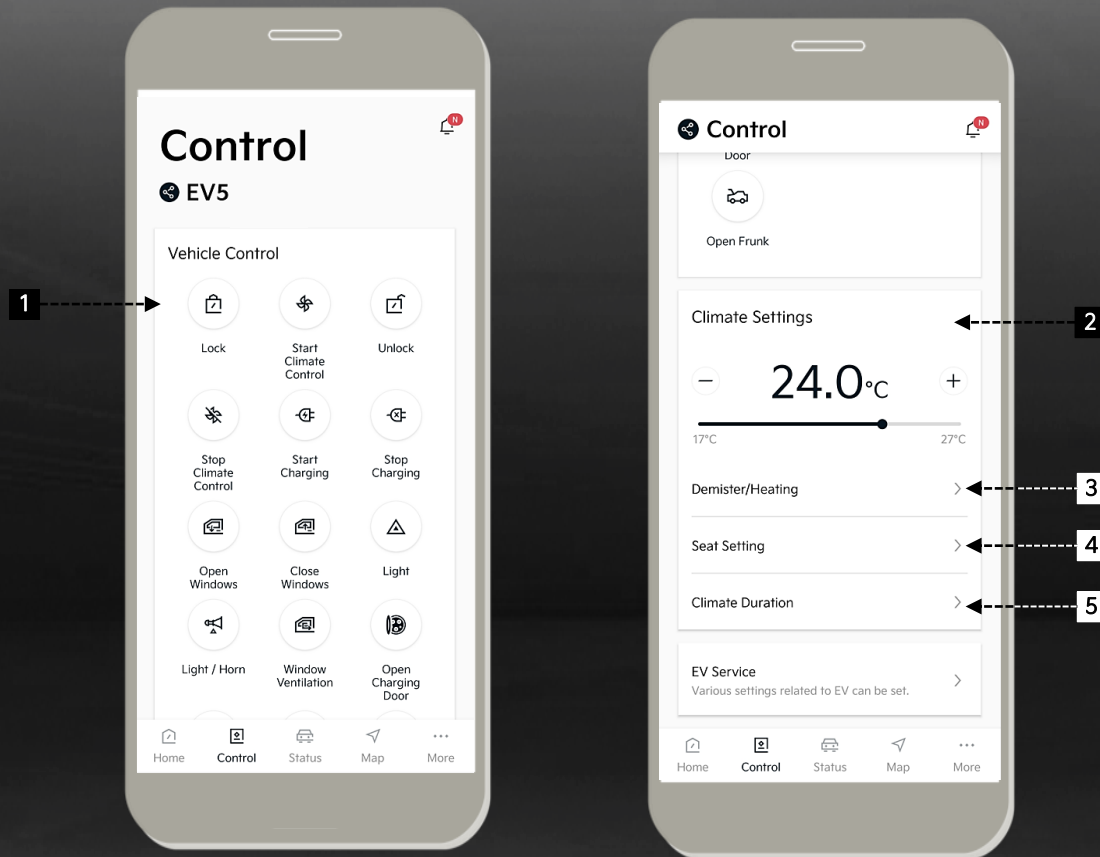 Control
N
EV5
Vehicle Control
1
Lock
Start
Climate
Control
Unlock
Stop
Climate
Control
Start
Charging
Stop
Charging
Open
Windows
Close
Windows
Light
Light / Horn
Window
Ventilation
Open
Charging
Door
Home
Control
Status
Map
More
Control
N
Door
Open Frunk
Climate Settings
2
24.0°C
17°C
27°C
Demister/Heating
3
Seat Setting
4
Climate Duration
5
EV Service
Various settings related to EV can be set.
Home
Control
Status
Map
More